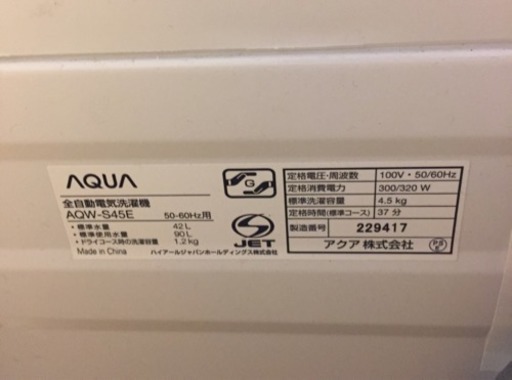 AQUA
全自動電気洗濯機
AQW-S45E 50-60Hz用
・標準水量 42L
・標準使用水量 90L
・ドライコース時の洗濯容量 1.2kg
Made in China
ハイアールジャパンホールディングス株式会社
G
S
JET
定格電圧・周波数 100V・50/60Hz
定格消費電力 300/320 W
標準洗濯容量 4.5 kg
定格時間(標準コース) 37 分
製造番号 229417
アクア 株式会社
PS
E